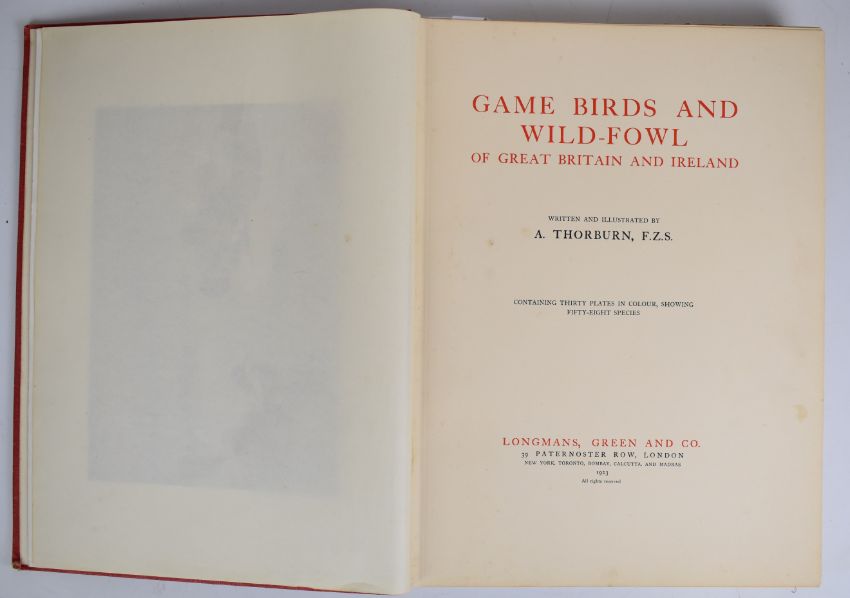 GAME BIRDS AND
WILD-FOWL
OF GREAT BRITAIN AND IRELAND
WRITTEN AND ILLUSTRATED BY
A. THORBURN, F.Z.S.
CONTAINING THIRTY PLATES IN COLOUR, SHOWING
FIFTY-EIGHT SPECIES
LONGMANS, GREEN AND CO.
39 PATERNOSTER ROW, LONDON
NEW YORK, TORONTO, BOMBAY, CALCUTTA, AND MADRAS
1923
All rights reserved